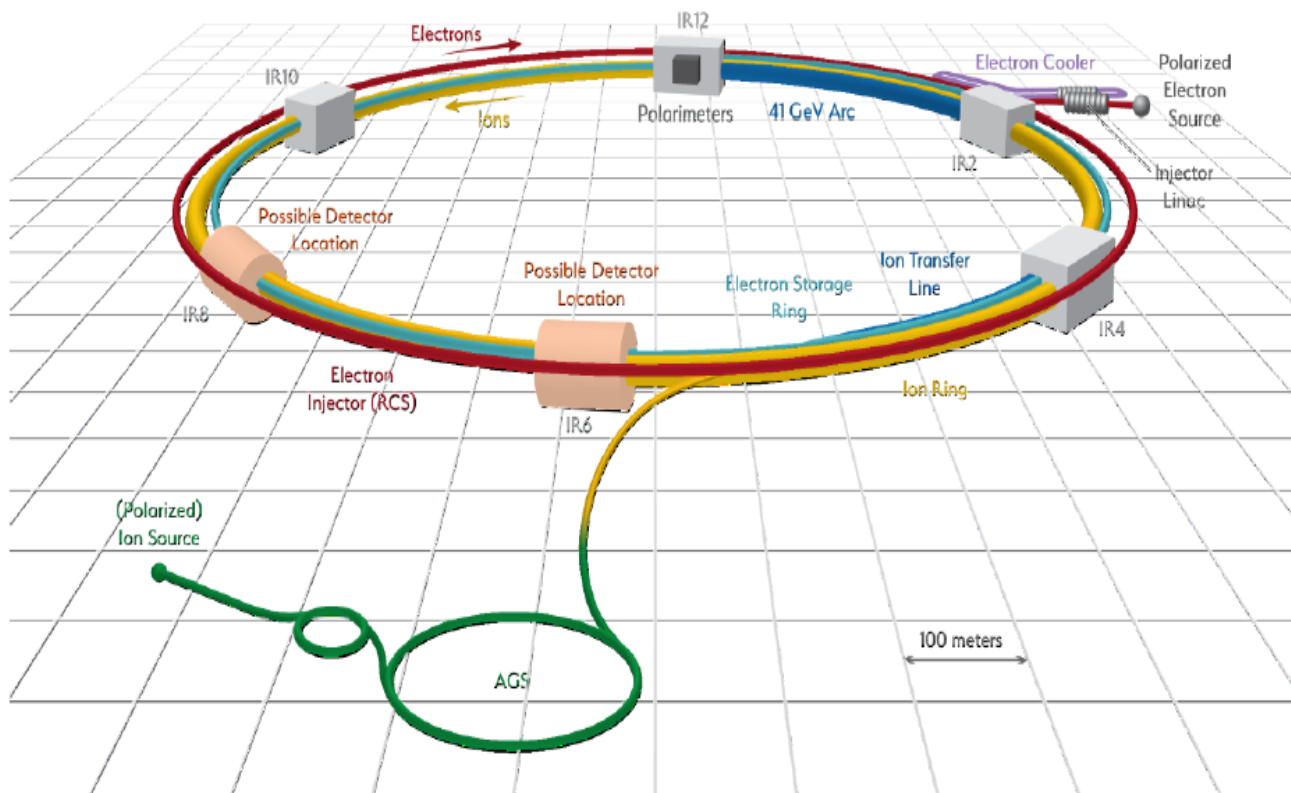 IR12
Electrons
Electron Cooler
Polarized
Electron
Source
IR10
Ions
Polarimeters
41 GeV Arc
IR2
Injector
Linac
Possible Detector
Location
Possible Detector
Location
Ion Transfer
Line
Electron Storage
Ring
IR8
IR4
Electron
Injector (RCS)
Ion Ring
IR6
(Polarized)
Ion Source
100 meters
AGS